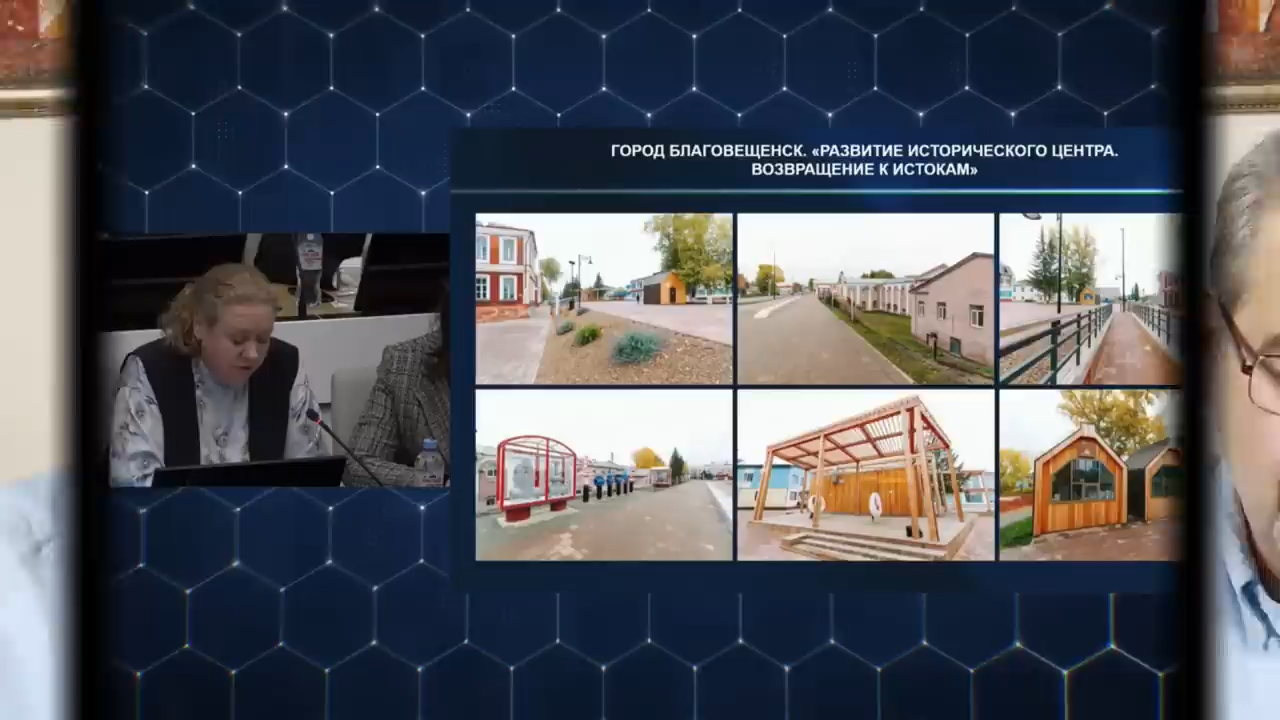 ГОРОД БЛАГОВЕЩЕНСК. «РАЗВИТИЕ ИСТОРИЧЕСКОГО ЦЕНТРА.
ВОЗВРАЩЕНИЕ К ИСТОКАМ»